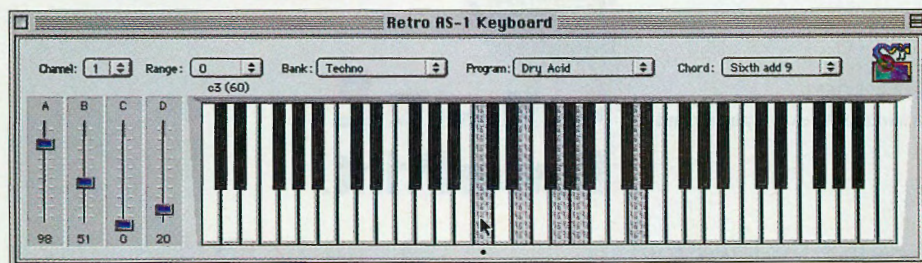 Retro AS-1 Keyboard
Channel: 1 Range: 0 Bank: Techno Program: Dry Acid Chord: Sixth add 9
c3 (60)
A B C D
98 51 0 20